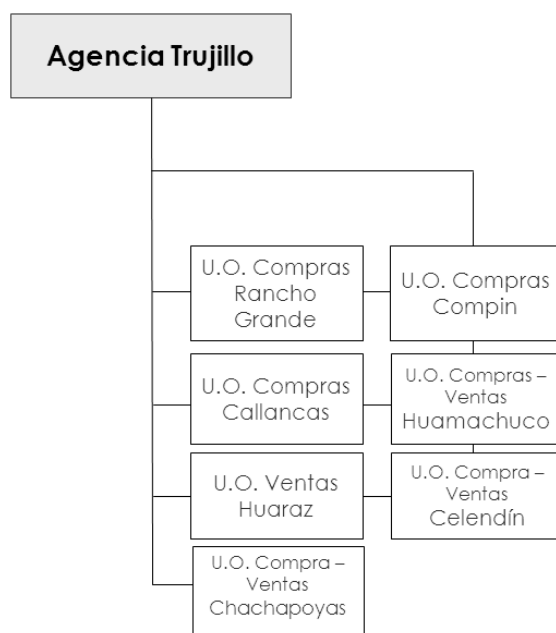 Agencia Trujillo
U.O. Compras
Rancho
Grande
U.O. Compras
Compin
U.O. Compras
Callancas
U.O. Compras –
Ventas
Huamachuco
U.O. Ventas
Huaraz
U.O. Compra –
Ventas
Celendín
U.O. Compra –
Ventas
Chachapoyas